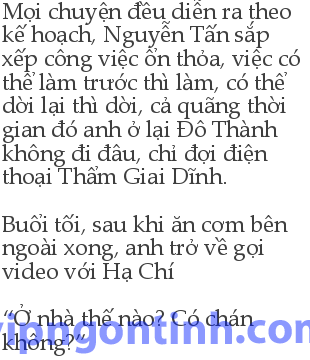 Mọi chuyện đều diễn ra theo
kế hoạch, Nguyễn Tấn sắp
xếp công việc ổn thỏa, việc có
thể làm trước thì làm, có thể
dời lại thì dời, cả quãng thời
gian đó anh ở lại Đô Thành
không đi đâu, chỉ đợi điện
thoại Thẩm Giai Dĩnh.
Buổi tối, sau khi ăn cơm bên
ngoài xong, anh trở về gọi
video với Hạ Chí
“Ở nhà thế nào? Có chán
không?”
vipngontinh.com